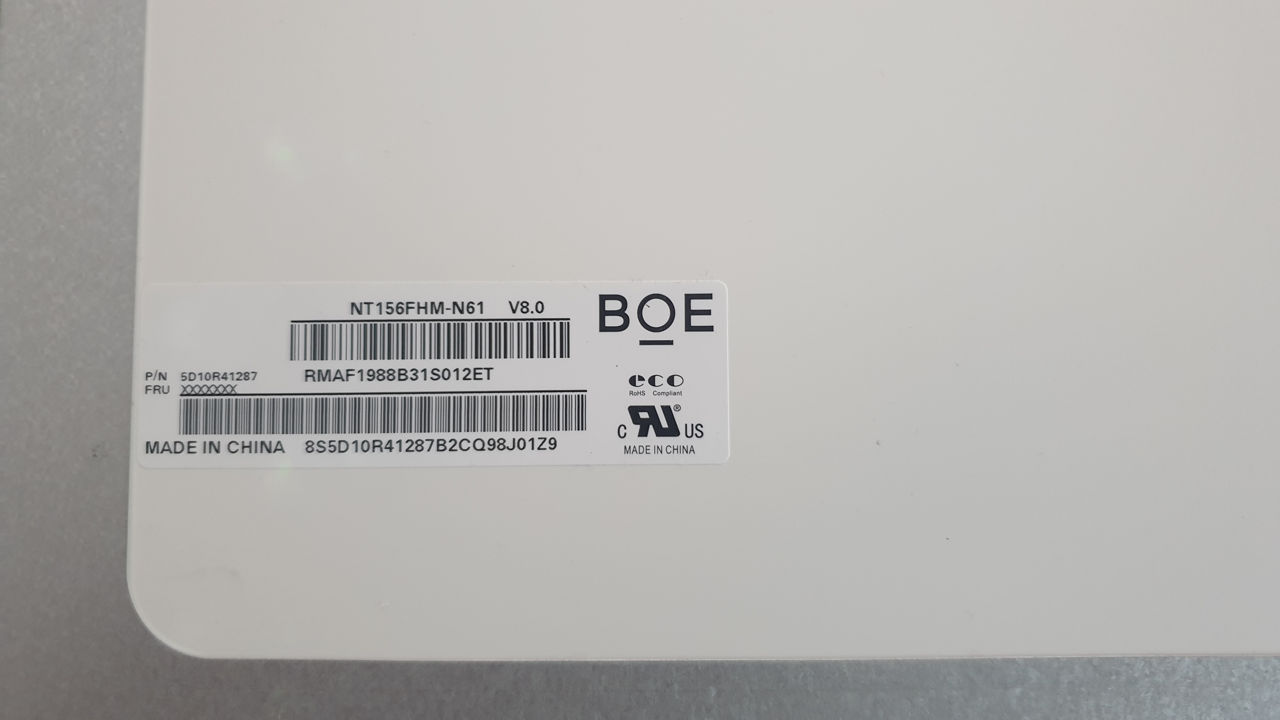 NT156FHM-N61 V8.0
BOE
P/N 5D10R41287
RMAF1988B31S012ET
FRU XXXXXXX
eco
RoHS Compliant
MADE IN CHINA
8S5D10R41287B2CQ98J01Z9
c RU ® US
MADE IN CHINA